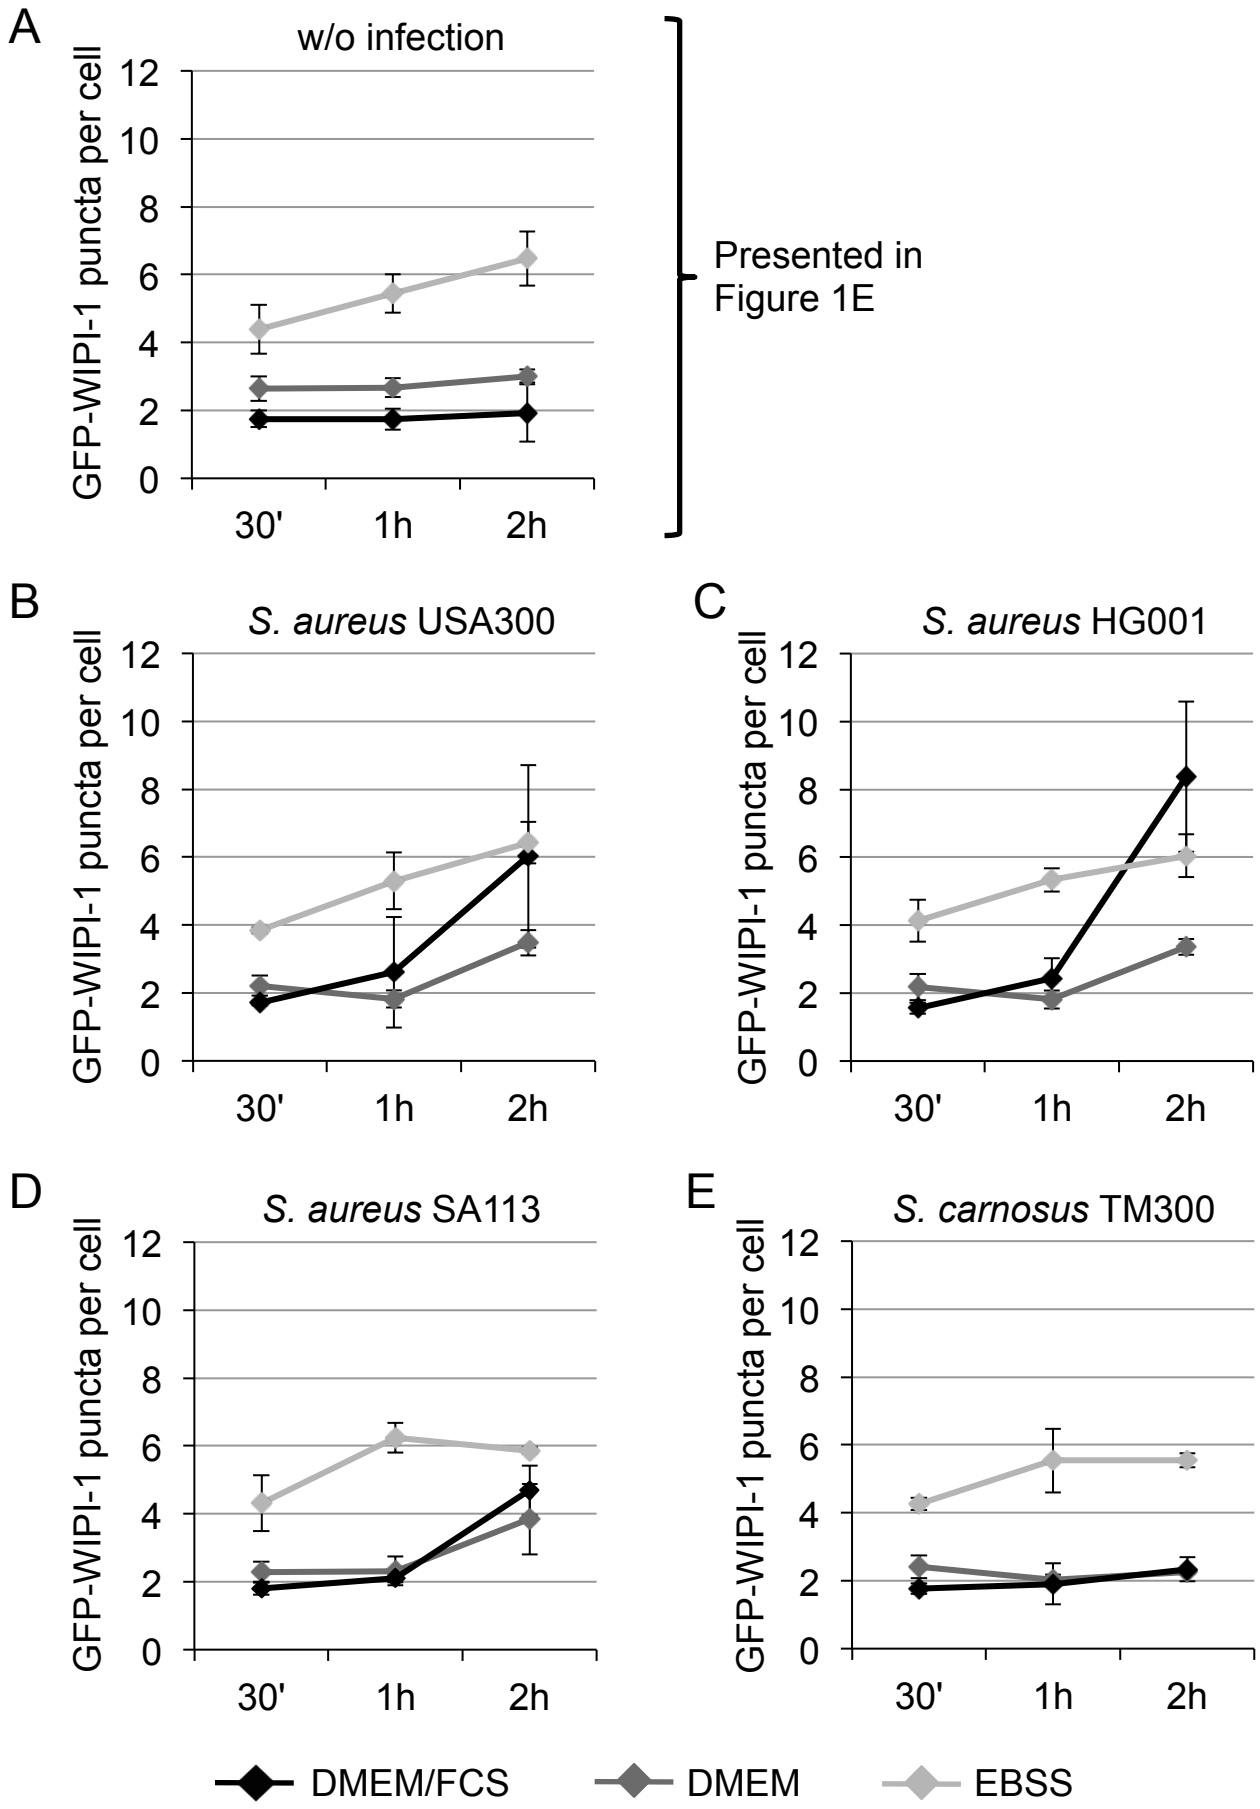 A
w/o infection
GFP-WIPI-1 puncta per cell
12
10
8
6
4
2
0
30' 1h 2h
Presented in
Figure 1E
B
S. aureus USA300
GFP-WIPI-1 puncta per cell
12
10
8
6
4
2
0
30' 1h 2h
C
S. aureus HG001
GFP-WIPI-1 puncta per cell
12
10
8
6
4
2
0
30' 1h 2h
D
S. aureus SA113
GFP-WIPI-1 puncta per cell
12
10
8
6
4
2
0
30' 1h 2h
E
S. carnosus TM300
GFP-WIPI-1 puncta per cell
12
10
8
6
4
2
0
30' 1h 2h
DMEM/FCS DMEM EBSS